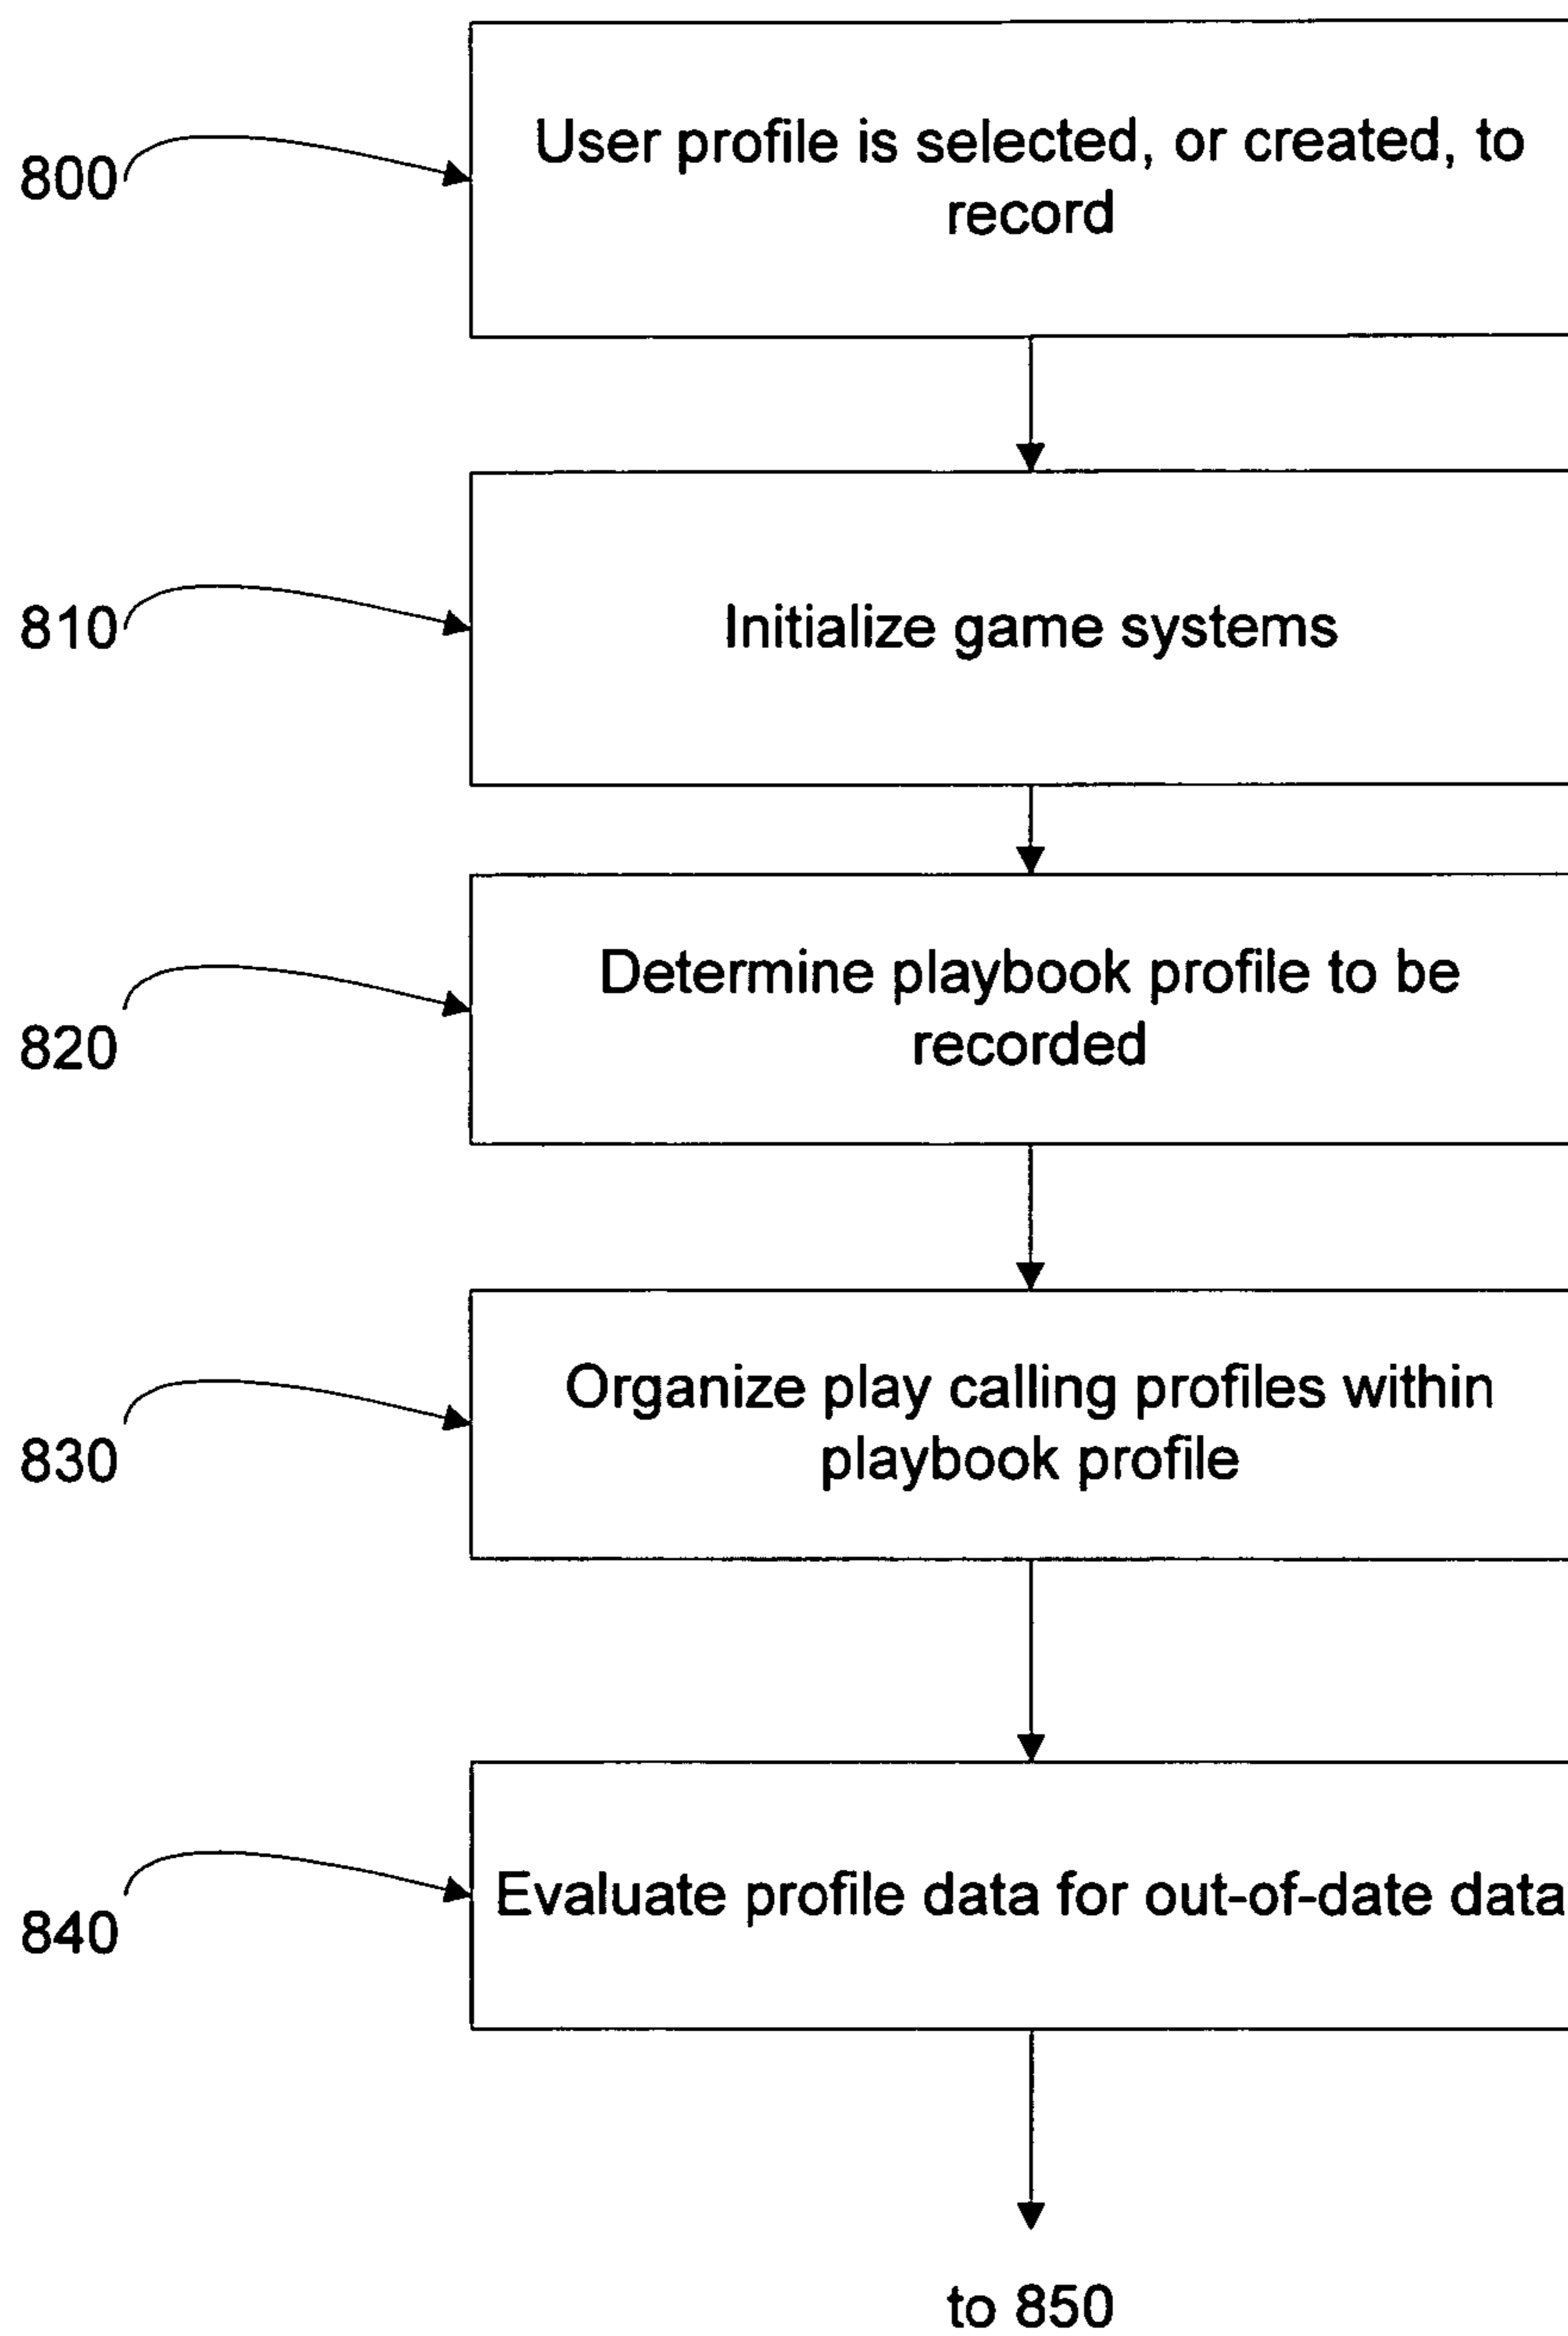 800
User profile is selected, or created, to
record
810
Initialize game systems
820
Determine playbook profile to be
recorded
830
Organize play calling profiles within
playbook profile
840
Evaluate profile data for out-of-date data
to 850